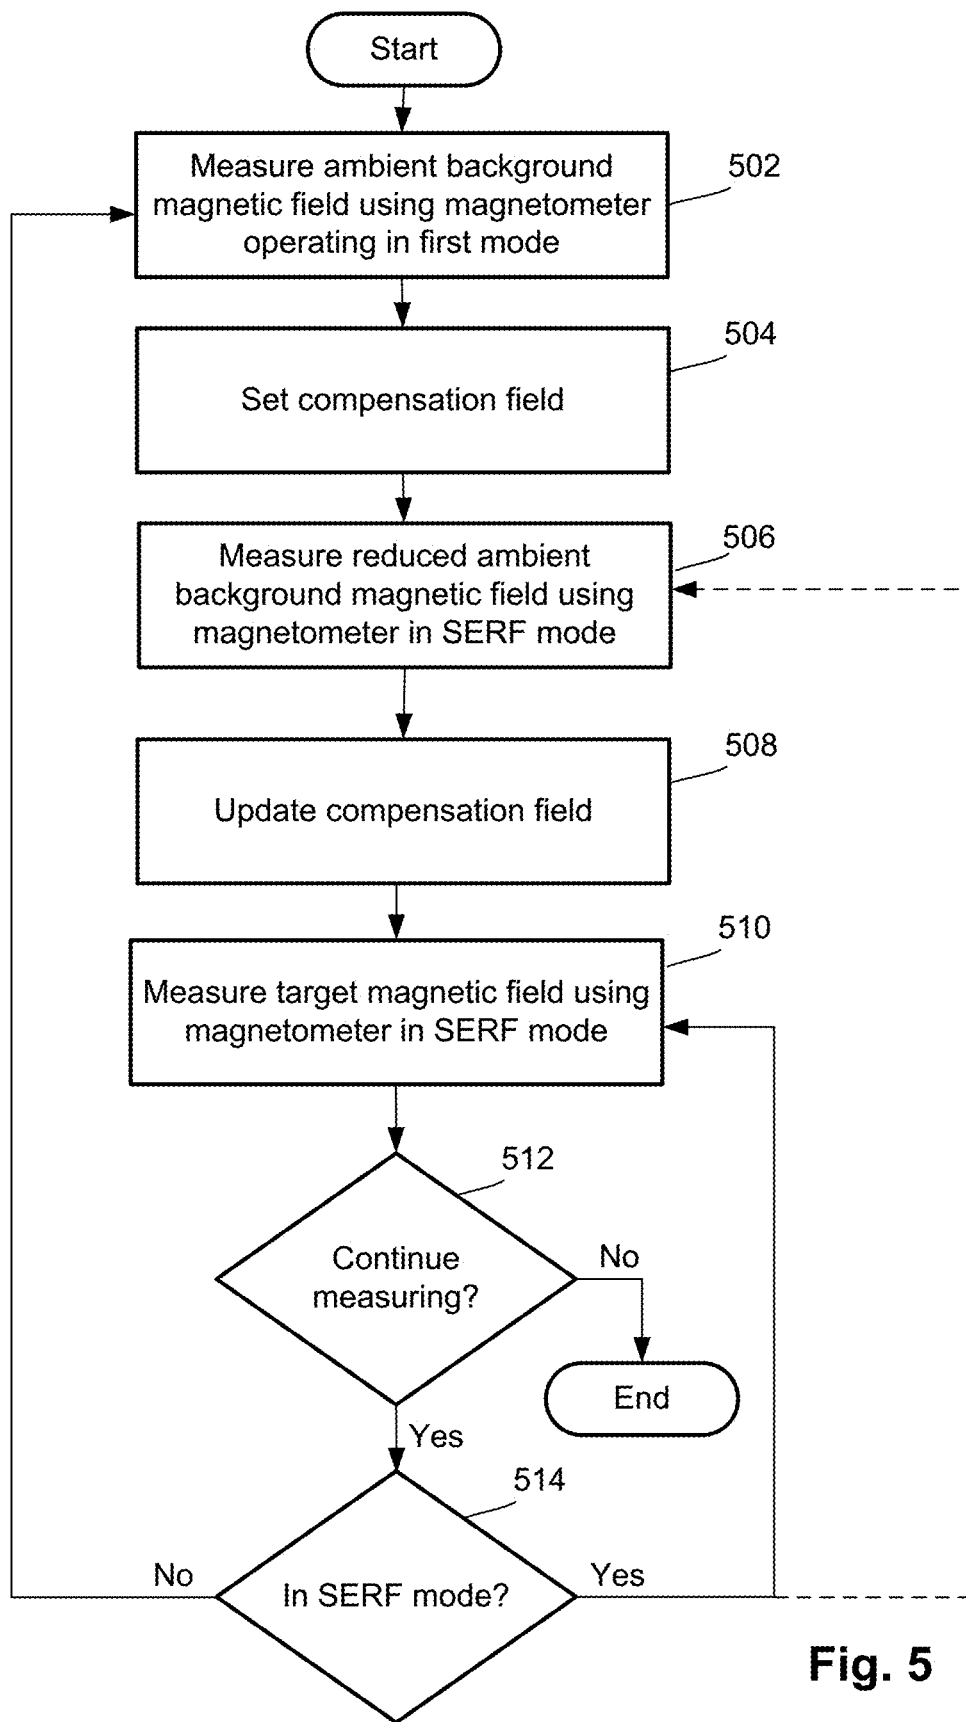 Start
Measure ambient background
magnetic field using magnetometer
operating in first mode
502
Set compensation field
504
Measure reduced ambient
background magnetic field using
magnetometer in SERF mode
506
Update compensation field
508
Measure target magnetic field using
magnetometer in SERF mode
510
Continue
measuring?
512
No
End
Yes
In SERF mode?
514
No
Yes
Fig. 5